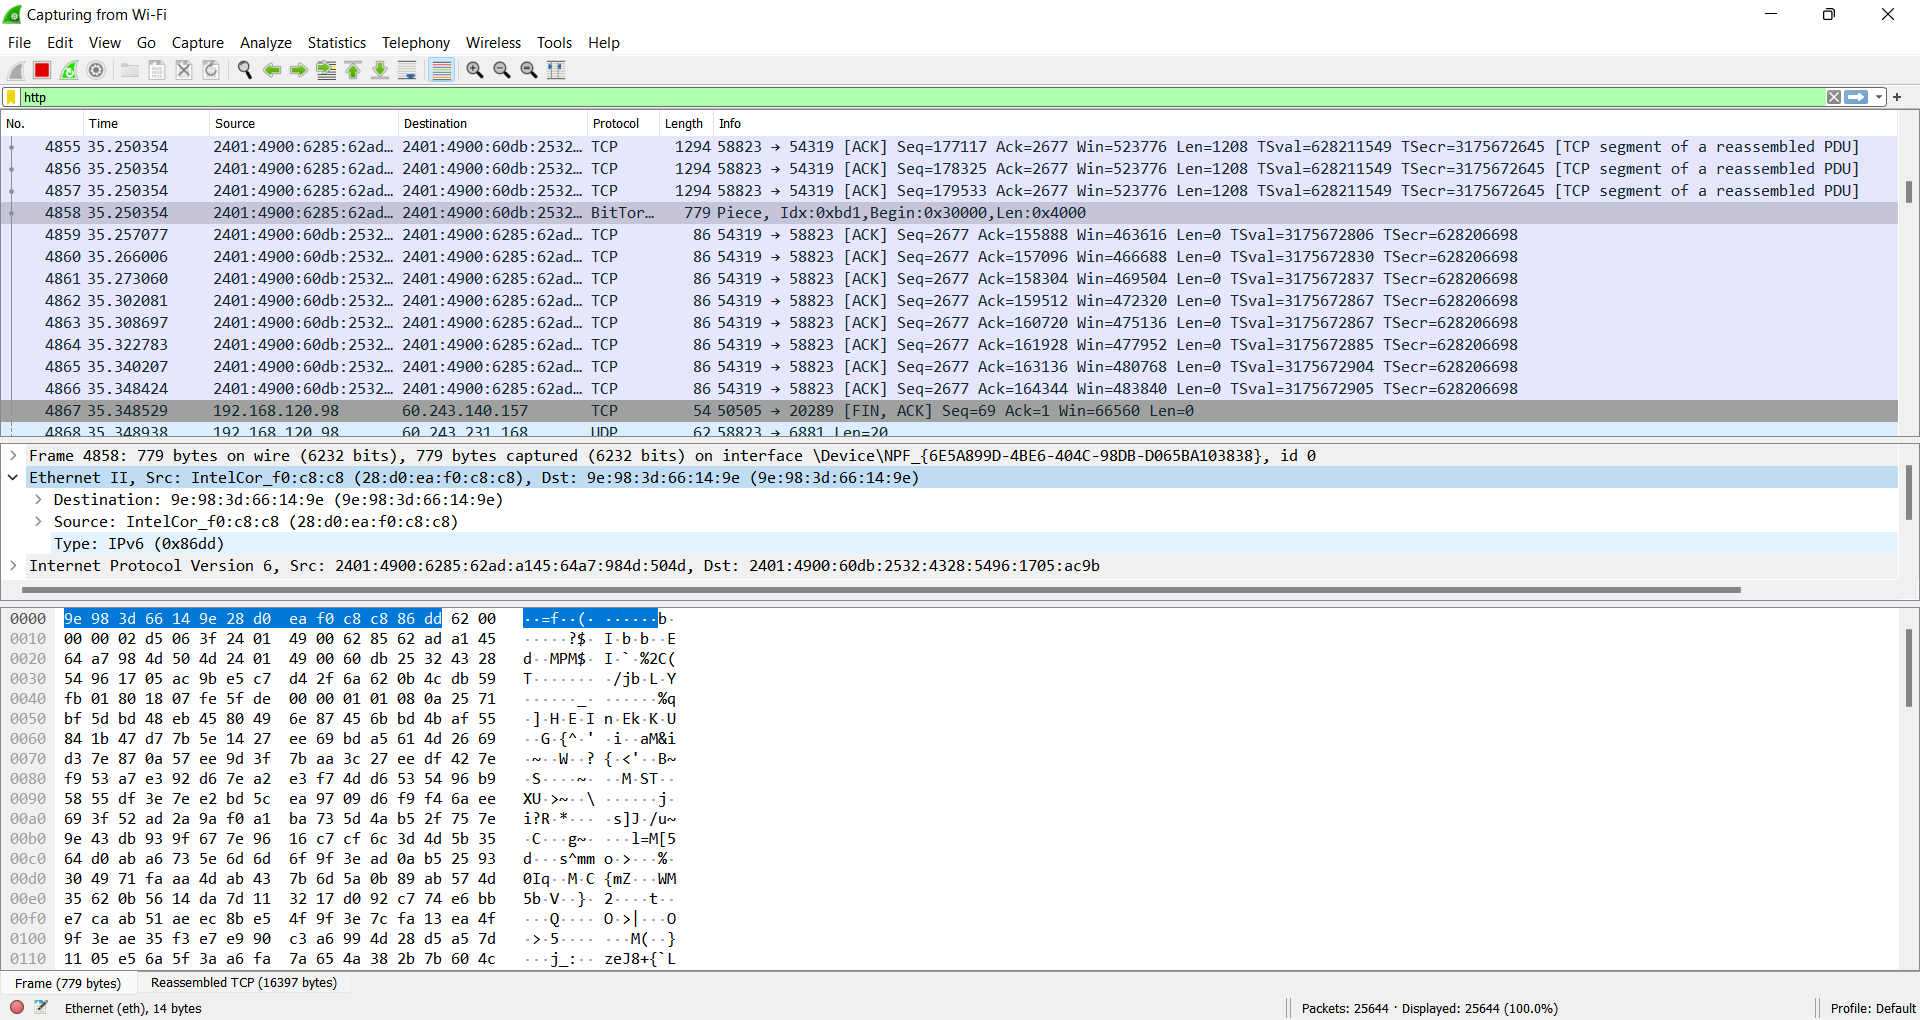 Capturing from Wi-Fi
File Edit View Go Capture Analyze Statistics Telephony Wireless Tools Help
http
No. Time Source Destination Protocol Length Info
4855 35.250354 2401:4900:6285:62ad… 2401:4900:60db:2532… TCP 1294 58823 → 54319 [ACK] Seq=177117 Ack=2677 Win=523776 Len=1208 TSval=628211549 TSecr=3175672645 [TCP segment of a reassembled PDU]
4856 35.250354 2401:4900:6285:62ad… 2401:4900:60db:2532… TCP 1294 58823 → 54319 [ACK] Seq=178325 Ack=2677 Win=523776 Len=1208 TSval=628211549 TSecr=3175672645 [TCP segment of a reassembled PDU]
4857 35.250354 2401:4900:6285:62ad… 2401:4900:60db:2532… TCP 1294 58823 → 54319 [ACK] Seq=179533 Ack=2677 Win=523776 Len=1208 TSval=628211549 TSecr=3175672645 [TCP segment of a reassembled PDU]
4858 35.250354 2401:4900:6285:62ad… 2401:4900:60db:2532… BitTor… 779 Piece, Idx:0xbd1,Begin:0x30000,Len:0x4000
4859 35.257077 2401:4900:60db:2532… 2401:4900:6285:62ad… TCP 86 54319 → 58823 [ACK] Seq=2677 Ack=155888 Win=463616 Len=0 TSval=3175672806 TSecr=628206698
4860 35.266006 2401:4900:60db:2532… 2401:4900:6285:62ad… TCP 86 54319 → 58823 [ACK] Seq=2677 Ack=157096 Win=466688 Len=0 TSval=3175672830 TSecr=628206698
4861 35.273060 2401:4900:60db:2532… 2401:4900:6285:62ad… TCP 86 54319 → 58823 [ACK] Seq=2677 Ack=158304 Win=469504 Len=0 TSval=3175672837 TSecr=628206698
4862 35.302081 2401:4900:60db:2532… 2401:4900:6285:62ad… TCP 86 54319 → 58823 [ACK] Seq=2677 Ack=159512 Win=472320 Len=0 TSval=3175672867 TSecr=628206698
4863 35.308697 2401:4900:60db:2532… 2401:4900:6285:62ad… TCP 86 54319 → 58823 [ACK] Seq=2677 Ack=160720 Win=475136 Len=0 TSval=3175672867 TSecr=628206698
4864 35.322783 2401:4900:60db:2532… 2401:4900:6285:62ad… TCP 86 54319 → 58823 [ACK] Seq=2677 Ack=161928 Win=477952 Len=0 TSval=3175672885 TSecr=628206698
4865 35.340207 2401:4900:60db:2532… 2401:4900:6285:62ad… TCP 86 54319 → 58823 [ACK] Seq=2677 Ack=163136 Win=480768 Len=0 TSval=3175672904 TSecr=628206698
4866 35.348424 2401:4900:60db:2532… 2401:4900:6285:62ad… TCP 86 54319 → 58823 [ACK] Seq=2677 Ack=164344 Win=483840 Len=0 TSval=3175672905 TSecr=628206698
4867 35.348529 192.168.120.98 60.243.140.157 TCP 54 50505 → 20289 [FIN, ACK] Seq=69 Ack=1 Win=66560 Len=0
4868 35.348938 192.168.120.98 60.243.231.168 UDP 62 58823 → 6881 Len=20
Frame 4858: 779 bytes on wire (6232 bits), 779 bytes captured (6232 bits) on interface \Device\NPF_{6E5A899D-4BE6-404C-98DB-D065BA103838}, id 0
Ethernet II, Src: IntelCor_f0:c8:c8 (28:d0:ea:f0:c8:c8), Dst: 9e:98:3d:66:14:9e (9e:98:3d:66:14:9e)
Destination: 9e:98:3d:66:14:9e (9e:98:3d:66:14:9e)
Source: IntelCor_f0:c8:c8 (28:d0:ea:f0:c8:c8)
Type: IPv6 (0x86dd)
Internet Protocol Version 6, Src: 2401:4900:6285:62ad:a145:64a7:984d:504d, Dst: 2401:4900:60db:2532:4328:5496:1705:ac9b
0000 9e 98 3d 66 14 9e 28 d0 ea f0 c8 c8 86 dd 62 00 ··=f··(· ······b·
0010 00 00 02 d5 06 3f 24 01 49 00 62 85 62 ad a1 45 ·····?$· I·b·b··E
0020 64 a7 98 4d 50 4d 24 01 49 00 60 db 25 32 43 28 d··MPM$· I·`·%2C(
0030 54 96 17 05 ac 9b e5 c7 d4 2f 6a 62 0b 4c db 59 T······· ·/jb·L·Y
0040 fb 01 80 18 07 fe 5f de 00 00 01 01 08 0a 25 71 ······_· ······%q
0050 bf 5d bd 48 eb 45 80 49 6e 87 45 6b bd 4b af 55 ·]·H·E·I n·Ek·K·U
0060 84 1b 47 d7 7b 5e 14 27 ee 69 bd a5 61 4d 26 69 ··G·{^·' ·i··aM&i
0070 d3 7e 87 0a 57 ee 9d 3f 7b aa 3c 27 ee df 42 7e ·~··W··? {·<'··B~
0080 f9 53 a7 e3 92 d6 7e a2 e3 f7 4d d6 53 54 96 b9 ·S····~· ··M·ST··
0090 58 55 df 3e 7e e2 bd 5c ea 97 09 d6 f9 f4 6a ee XU·>~··\ ······j·
00a0 69 3f 52 ad 2a 9a f0 a1 ba 73 5d 4a b5 2f 75 7e i?R·*··· ·s]J·/u~
00b0 9e 43 db 93 9f 67 7e 96 16 c7 cf 6c 3d 4d 5b 35 ·C···g~· ···l=M[5
00c0 64 d0 ab a6 73 5e 6d 6d 6f 9f 3e ad 0a b5 25 93 d···s^mm o·>···%·
00d0 30 49 71 fa aa 4d ab 43 7b 6d 5a 0b 89 ab 57 4d 0Iq··M·C {mZ···WM
00e0 35 62 0b 56 14 da 7d 11 32 17 d0 92 c7 74 e6 bb 5b·V··}· 2····t··
00f0 e7 ca ab 51 ae ec 8b e5 4f 9f 3e 7c fa 13 ea 4f ···Q···· O·>|···O
0100 9f 3e ae 35 f3 e7 e9 90 c3 a6 99 4d 28 d5 a5 7d ·>·5···· ···M(··}
0110 11 05 e5 6a 5f 3a a6 fa 7a 65 4a 38 2b 7b 60 4c ···j_:·· zeJ8+{`L
Frame (779 bytes) Reassembled TCP (16397 bytes)
Ethernet (eth), 14 bytes Packets: 25644 · Displayed: 25644 (100.0%) Profile: Default